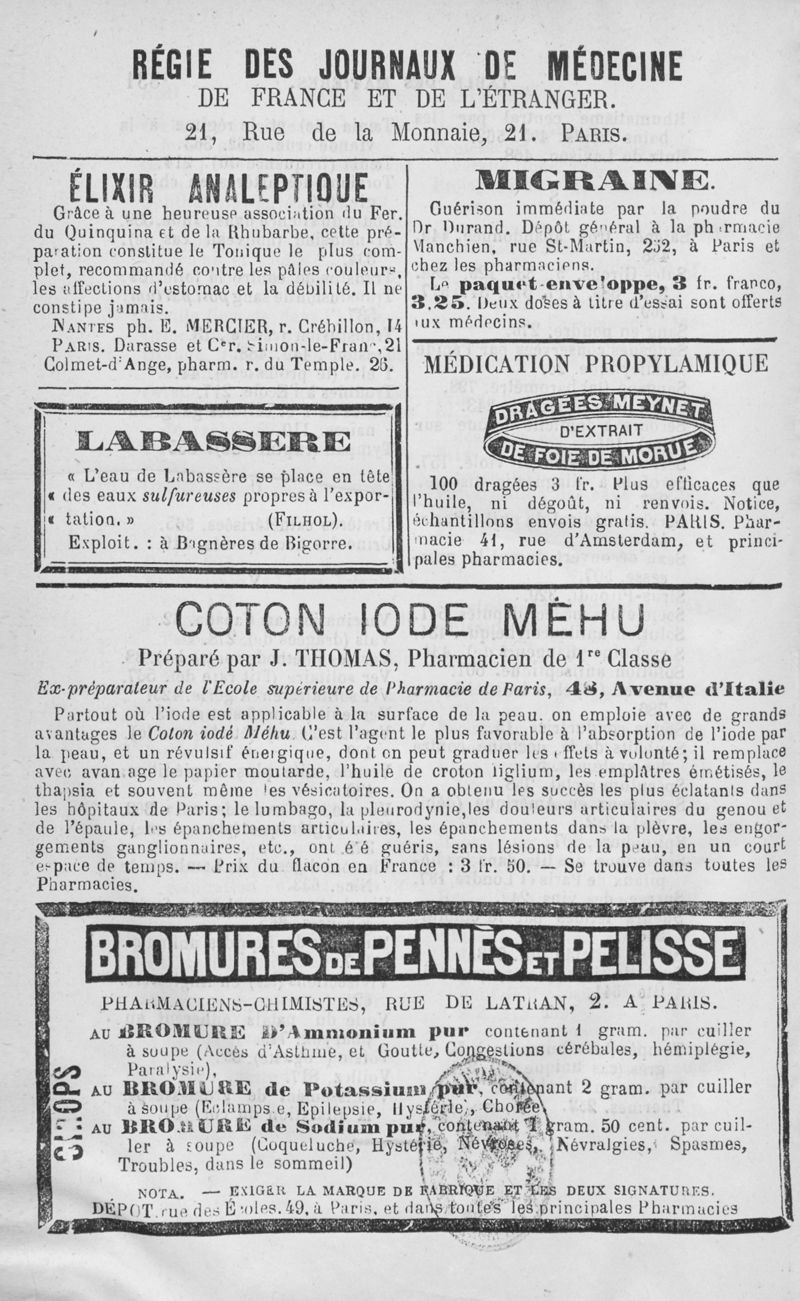 RÉGIE DES JOURNAUX DE MÉDECINE
DE FRANCE ET DE L'ÉTRANGER.
21, Rue de la Monnaie, 21. PARIS.
ÉLIXIR ANALEPTIQUE
Grâce à une heureuse association du Fer.
du Quinquina et de la Rhubarbe, cette pré-
paration constitue le Tonique le plus com-
plet, recommandé contre les pâles couleurs,
les affections d'estomac et la débilité. Il ne
constipe jamais.
NANTES ph. E. MERCIER, r. Crébillon, 14
PARIS. Darasse et Cer. Simon-le-Franc, 21
Colmet-d'Ange, pharm. r. du Temple. 26.
LABASSERE
« L'eau de Labassère se place en tête
« des eaux sulfureuses propres à l'expor-
« tation. » (FILHOL).
Exploit. : à Bagnères de Bigorre.
MIGRAINE.
Guérison immédiate par la poudre du
Dr Durand. Dépôt général à la pharmacie
Manchien, rue St-Martin, 262, à Paris et
chez les pharmaciens.
Le paquet-enveloppe, 3 fr. franco,
3.25. Deux doses à titre d'essai sont offerts
aux médecins.
MÉDICATION PROPYLAMIQUE
DRAGÉES MEYNET
D'EXTRAIT
DE FOIE DE MORUE
100 dragées 3 fr. Plus efficaces que
l'huile, ni dégoût, ni renvois. Notice,
échantillons envois gratis. PARIS. Phar-
macie 41, rue d'Amsterdam, et princi-
pales pharmacies.
COTON IODE MÉHU
Préparé par J. THOMAS, Pharmacien de 1re Classe
Ex-préparateur de l'Ecole supérieure de Pharmacie de Paris, 48, Avenue d'Italie
Partout où l'iode est applicable à la surface de la peau. on emploie avec de grands
avantages le Coton iodé Méhu C'est l'agent le plus favorable à l'absorption de l'iode par
la peau, et un révulsif énergique, dont on peut graduer les effets à volonté; il remplace
avec avantage le papier moutarde, l'huile de croton tiglium, les emplâtres émétisés, le
thapsia et souvent même les vésicatoires. On a obtenu les succès les plus éclatants dans
les hôpitaux de Paris; le lumbago, la pleurodynie, les douleurs articulaires du genou et
de l'épaule, les épanchements articulaires, les épanchements dans la plèvre, les engor-
gements ganglionnaires, etc., ont été guéris, sans lésions de la peau, en un court
espace de temps. — Prix du flacon en France : 3 fr. 50. — Se trouve dans toutes les
Pharmacies.
BROMURES DE PENNÈS ET PELISSE
PHARMACIENS-CHIMISTES, RUE DE LATRAN, 2. A PARIS.
SIROPS
AU BROMURE D'Ammonium pur contenant 1 gram. par cuiller
à soupe (Accès d'Asthme, et Goutte, Congestions cérébales, hémiplégie,
Paralysie),
AU BROMURE de Potassium pur, contenant 2 gram. par cuiller
à soupe (Eclampsie, Epilepsie, Hystérie, Chorée)
AU BROMURE de Sodium pur, contenant 1 gram. 50 cent. par cuil-
ler à soupe (Coqueluche, Hystérie, Névroses, Névralgies, Spasmes,
Troubles, dans le sommeil)
NOTA. — EXIGER LA MARQUE DE FABRIQUE ET LES DEUX SIGNATURES.
DÉPOT rue des Écoles. 49, à Paris, et dans toutes les principales Pharmacies